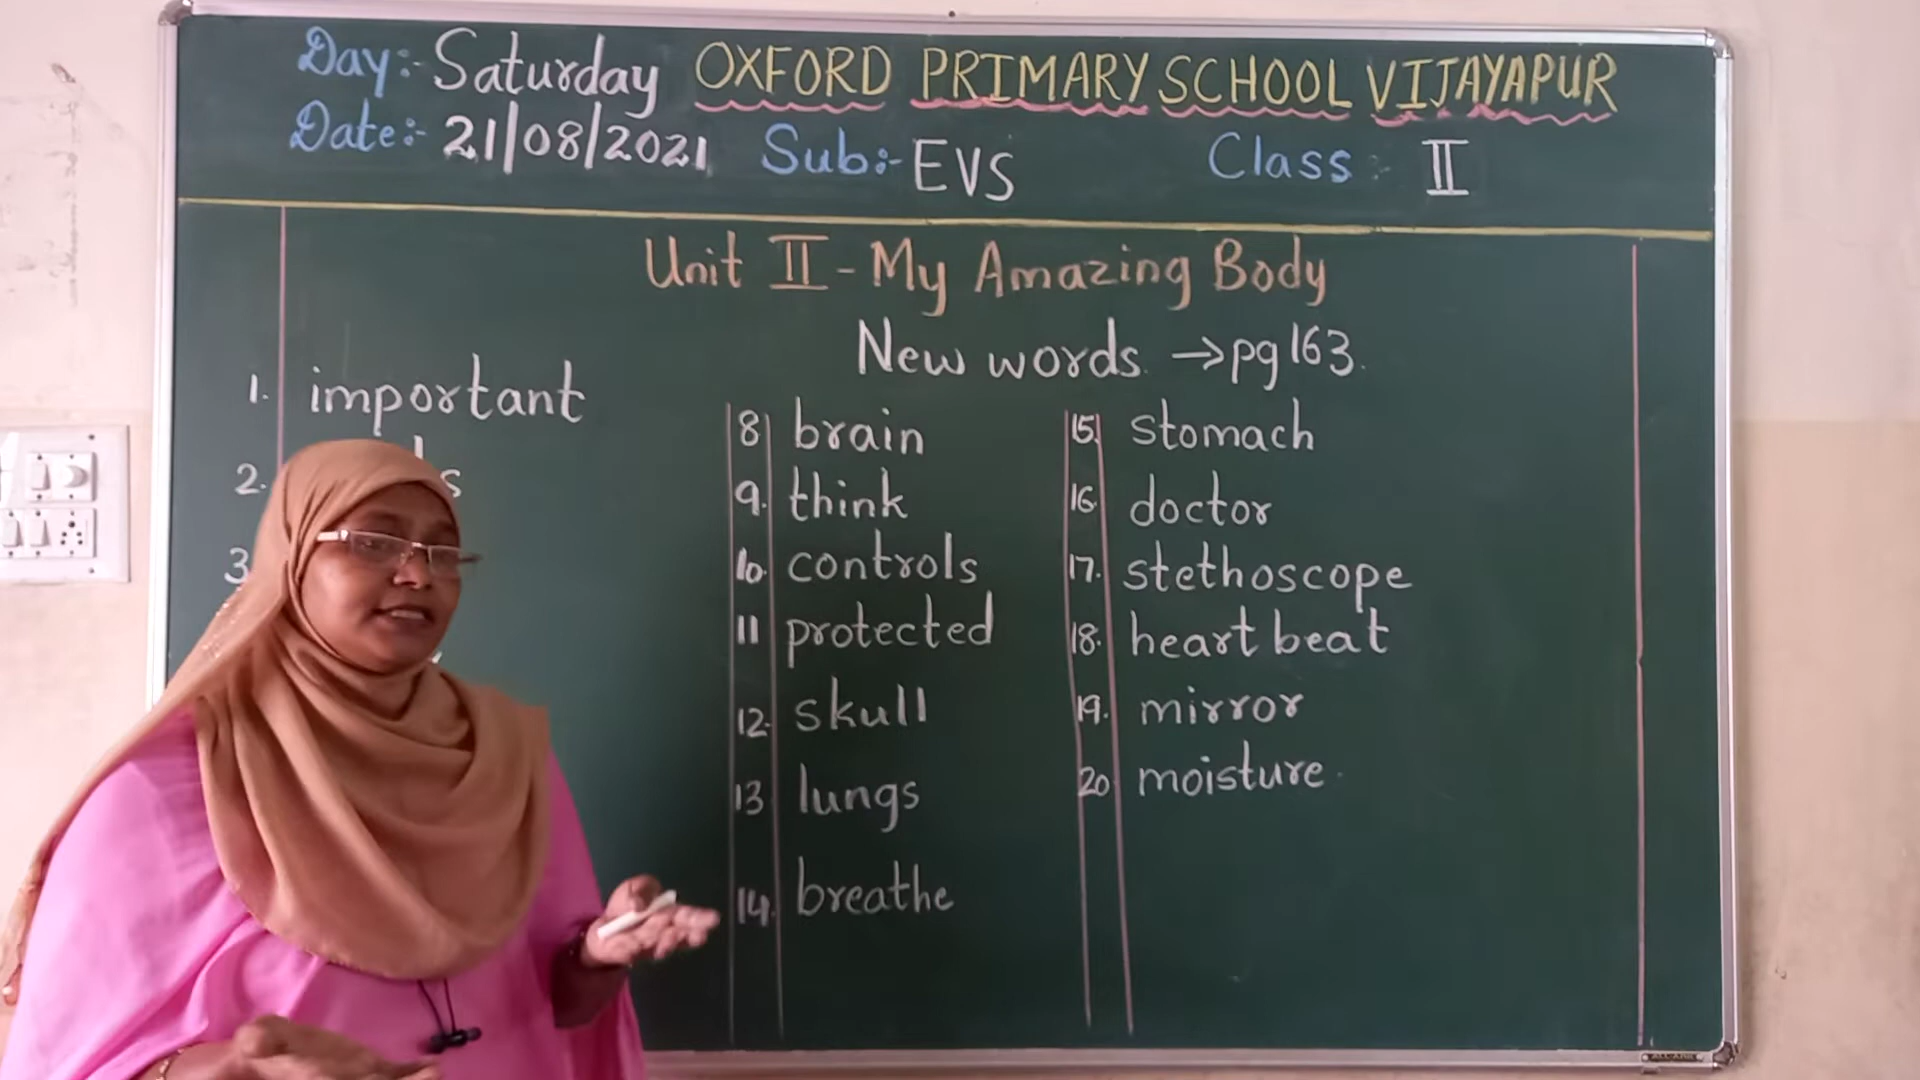 Day:- Saturday OXFORD PRIMARY SCHOOL VIJAYAPUR
Date:- 21/08/2021 Sub:- EVS Class:- II
Unit II - My Amazing Body
New words → pg 163.
1. important
2.
3
8 brain
9. think
10. controls
11 protected
12. skull
13 lungs
14. breathe
15. stomach
16. doctor
17. stethoscope
18. heart beat
19. mirror
20 moisture